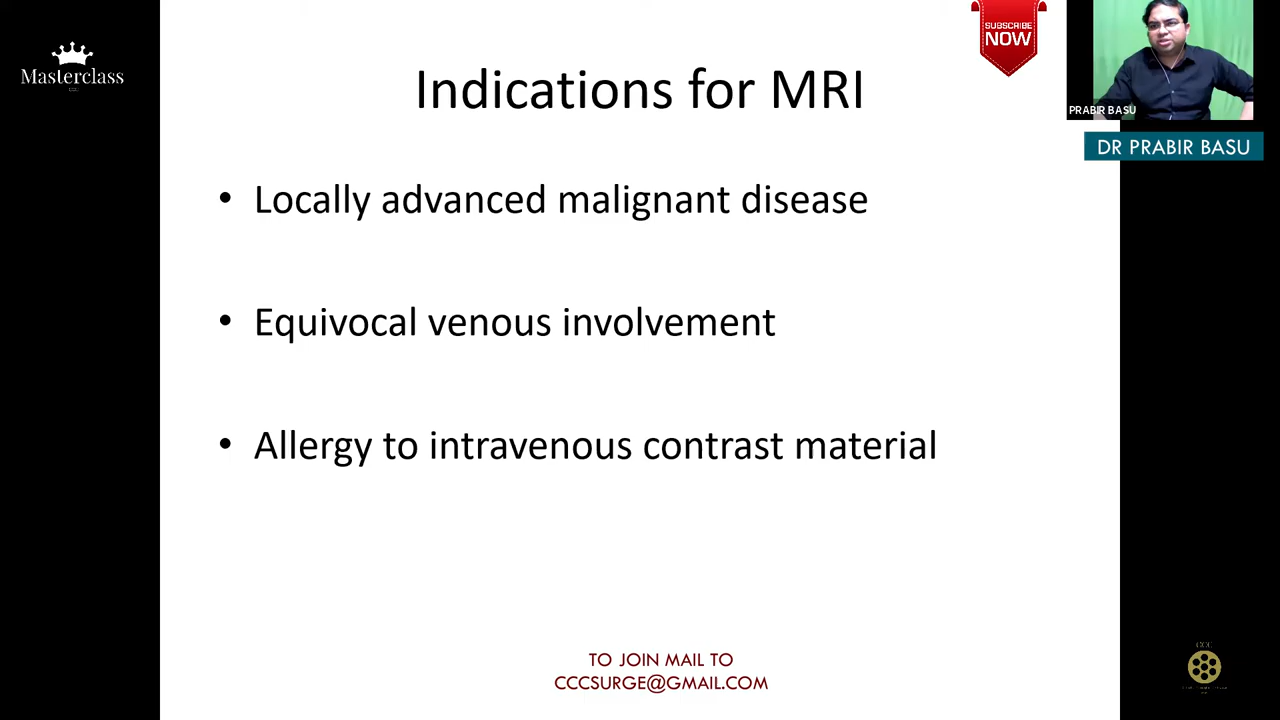 Masterclass
SUBSCRIBE
NOW
Indications for MRI
PRABIR BASU
DR PRABIR BASU
• Locally advanced malignant disease
• Equivocal venous involvement
• Allergy to intravenous contrast material
TO JOIN MAIL TO
CCCSURGE@GMAIL.COM
CCC